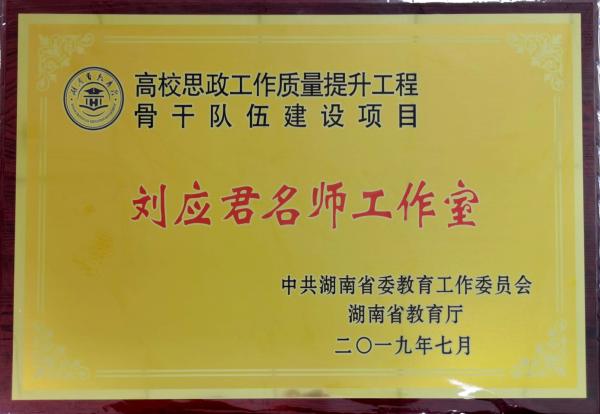 高校思政工作质量提升工程
骨干队伍建设项目
刘应君名师工作室
中共湖南省委教育工作委员会
湖南省教育厅
二〇一九年七月